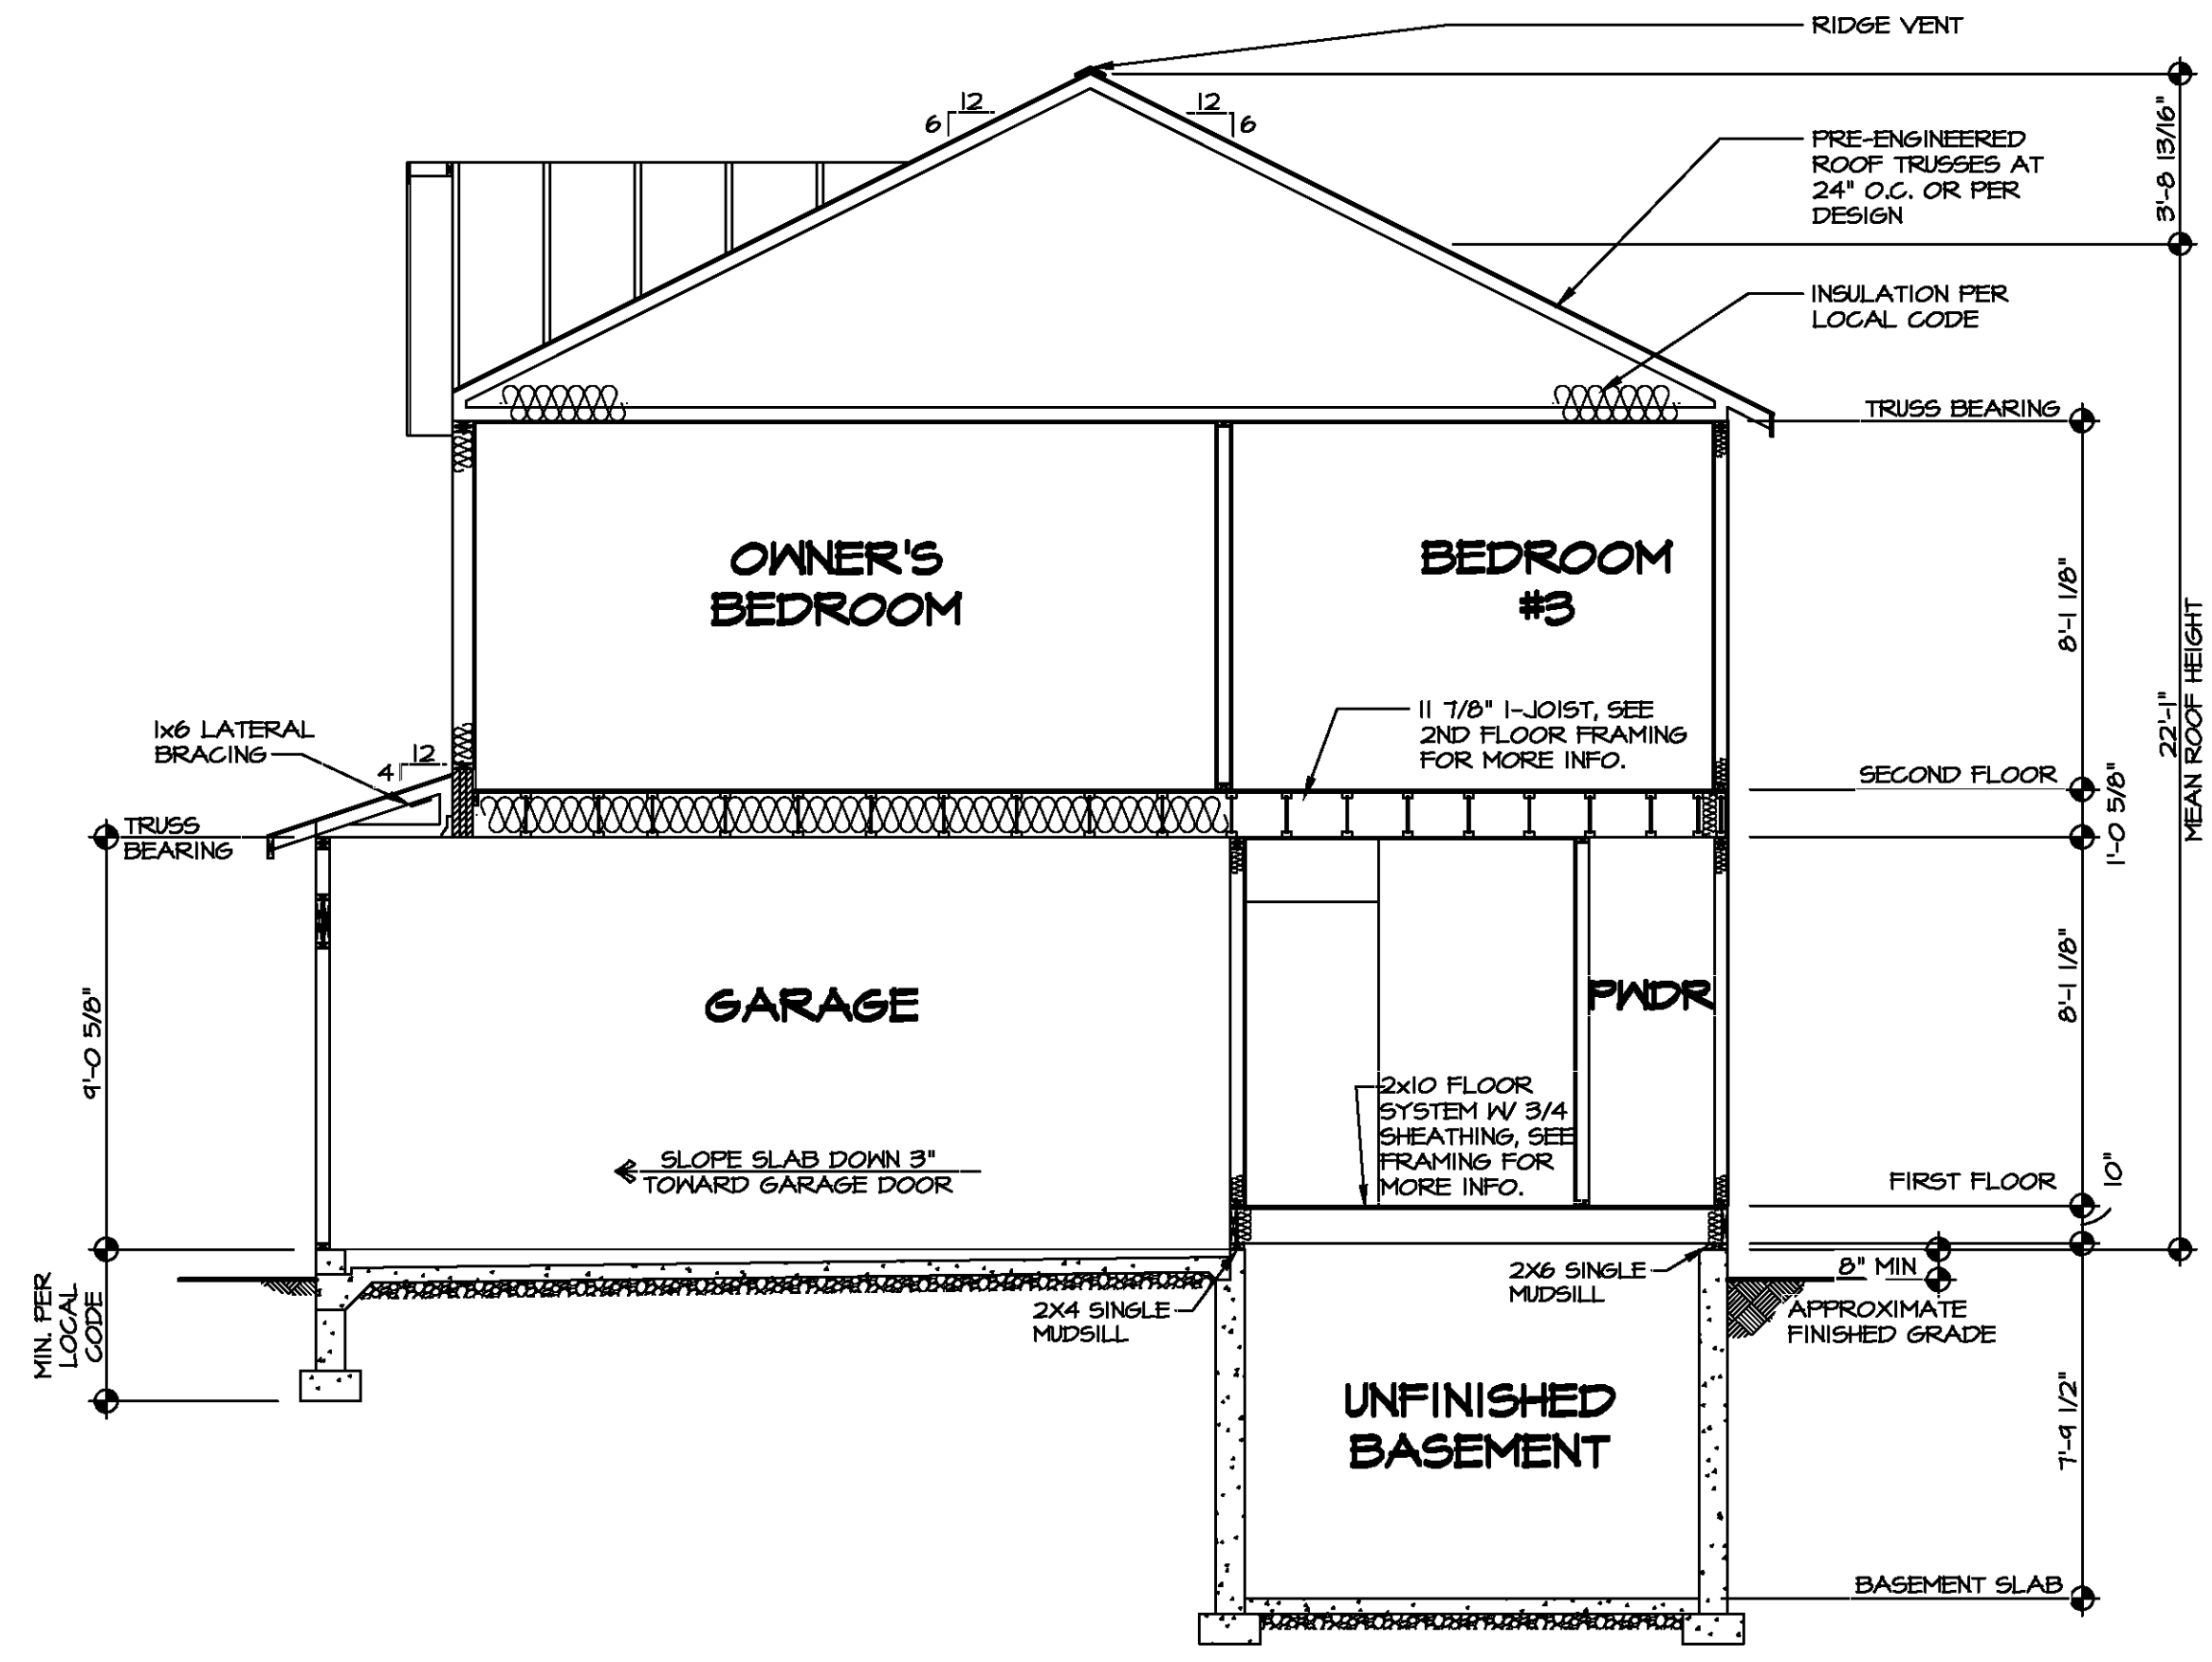 RIDGE VENT
12
6
12
6
3'-8 13/16"
PRE-ENGINEERED
ROOF TRUSSES AT
24" O.C. OR PER
DESIGN
INSULATION PER
LOCAL CODE
TRUSS BEARING
OWNER'S
BEDROOM
BEDROOM
#3
8'-1 1/8"
22'-1"
MEAN ROOF HEIGHT
11 7/8" I-JOIST, SEE
2ND FLOOR FRAMING
FOR MORE INFO.
1x6 LATERAL
BRACING
12
4
SECOND FLOOR
1'-0 5/8"
TRUSS
BEARING
GARAGE
PWDR
8'-1 1/8"
9'-0 5/8"
2x10 FLOOR
SYSTEM W/ 3/4
SHEATHING, SEE
FRAMING FOR
MORE INFO.
SLOPE SLAB DOWN 3"
TOWARD GARAGE DOOR
FIRST FLOOR
10"
8" MIN
2X6 SINGLE
MUDSILL
2X4 SINGLE
MUDSILL
APPROXIMATE
FINISHED GRADE
MIN. PER
LOCAL
CODE
UNFINISHED
BASEMENT
7'-9 1/2"
BASEMENT SLAB